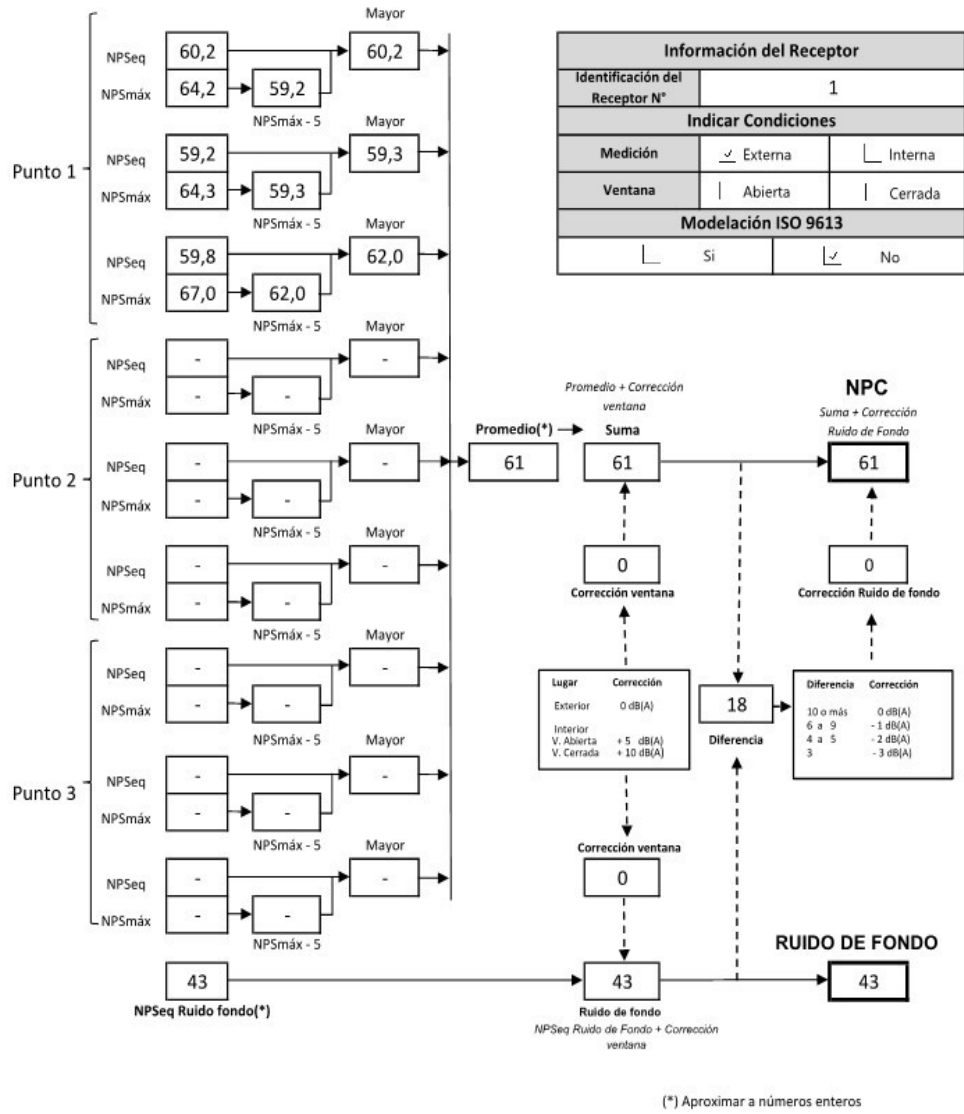 Mayor
NPSeq 60,2 60,2
NPSmáx 64,2 59,2
NPSmáx - 5
Mayor
Punto 1
NPSeq 59,2 59,3
NPSmáx 64,3 59,3
NPSmáx - 5
Mayor
NPSeq 59,8 62,0
NPSmáx 67,0 62,0
NPSmáx - 5
Información del Receptor
Identificación del
Receptor N° 1
Indicar Condiciones
Medición ✓ Externa Interna
Ventana Abierta Cerrada
Modelación ISO 9613
Si ✓ No
Mayor
NPSeq - -
NPSmáx - -
NPSmáx - 5
Mayor
Punto 2
NPSeq - -
NPSmáx - -
NPSmáx - 5
Mayor
NPSeq - -
NPSmáx - -
NPSmáx - 5
Mayor
NPSeq - -
NPSmáx - -
NPSmáx - 5
Mayor
Punto 3
NPSeq - -
NPSmáx - -
NPSmáx - 5
Mayor
NPSeq - -
NPSmáx - -
NPSmáx - 5
Promedio(*)
61
Promedio + Corrección
ventana
Suma
61
NPC
Suma + Corrección
Ruido de Fondo
61
0
Corrección ventana
0
Corrección Ruido de fondo
Lugar Corrección
Exterior 0 dB(A)
Interior
V. Abierta + 5 dB(A)
V. Cerrada + 10 dB(A)
18
Diferencia
Diferencia Corrección
10 o más 0 dB(A)
6 a 9 - 1 dB(A)
4 a 5 - 2 dB(A)
3 - 3 dB(A)
Corrección ventana
0
43
NPSeq Ruido fondo(*)
43
Ruido de fondo
NPSeq Ruido de Fondo + Corrección
ventana
RUIDO DE FONDO
43
(*) Aproximar a números enteros